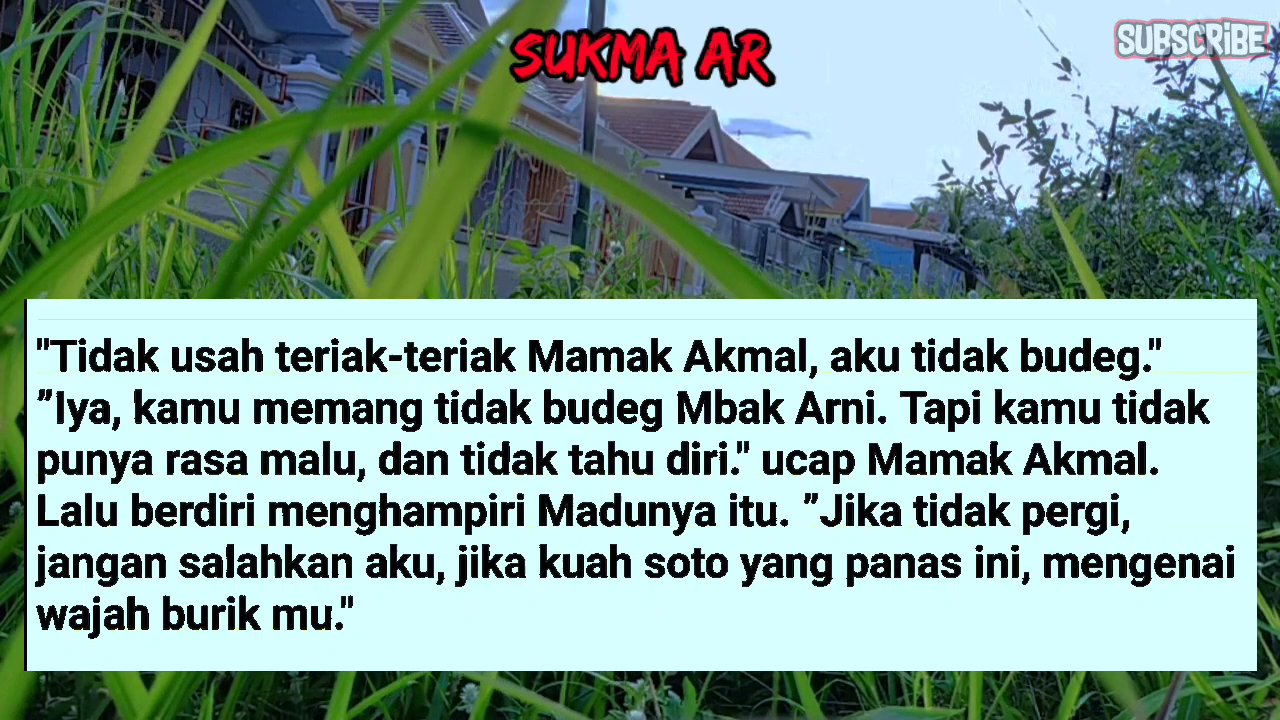 SUKMA AR
SUBSCRiBE
"Tidak usah teriak-teriak Mamak Akmal, aku tidak budeg."
”Iya, kamu memang tidak budeg Mbak Arni. Tapi kamu tidak
punya rasa malu, dan tidak tahu diri." ucap Mamak Akmal.
Lalu berdiri menghampiri Madunya itu. ”Jika tidak pergi,
jangan salahkan aku, jika kuah soto yang panas ini, mengenai
wajah burik mu."